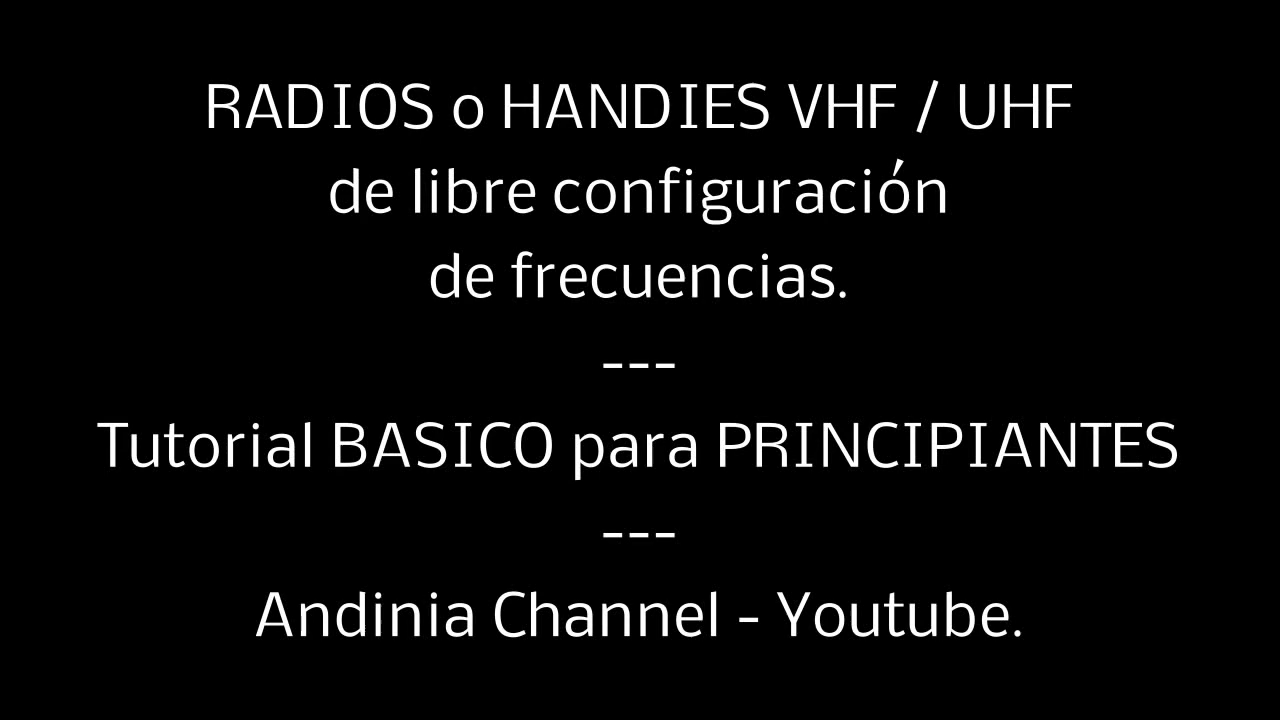 RADIOS o HANDIES VHF / UHF
de libre configuración
de frecuencias.
---
Tutorial BASICO para PRINCIPIANTES
---
Andinia Channel - Youtube.